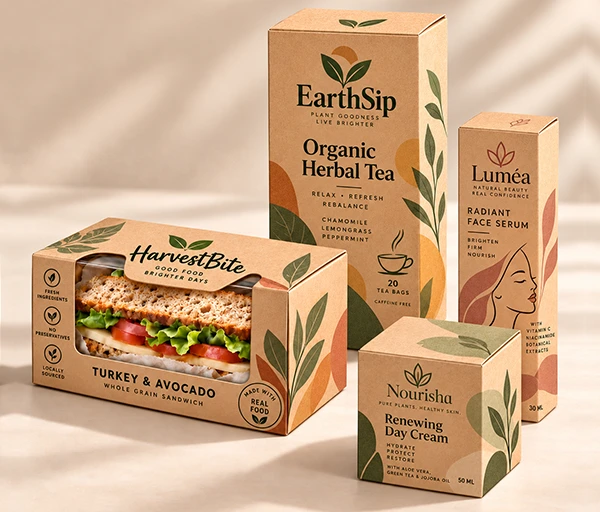 EarthSip
PLANT GOODNESS
LIVE BRIGHTER
Organic
Herbal Tea
RELAX • REFRESH
REBALANCE
CHAMOMILE
LEMONGRASS
PEPPERMINT
20
TEA BAGS
CAFFEINE FREE
Luméa
NATURAL BEAUTY
REAL CONFIDENCE
RADIANT
FACE SERUM
BRIGHTEN
FIRM
NOURISH
WITH
VITAMIN C
NIACINAMIDE
BOTANICAL
EXTRACTS
30 ML
HarvestBite
GOOD FOOD
BRIGHTER DAYS
FRESH
INGREDIENTS
NO
PRESERVATIVES
LOCALLY
SOURCED
TURKEY & AVOCADO
WHOLE GRAIN SANDWICH
MADE WITH
REAL
FOOD
Nourisha
PURE PLANTS. HEALTHY SKIN
Renewing
Day Cream
HYDRATE
PROTECT
RESTORE
WITH ALOE VERA,
GREEN TEA & JOJOBA OIL
50 ML